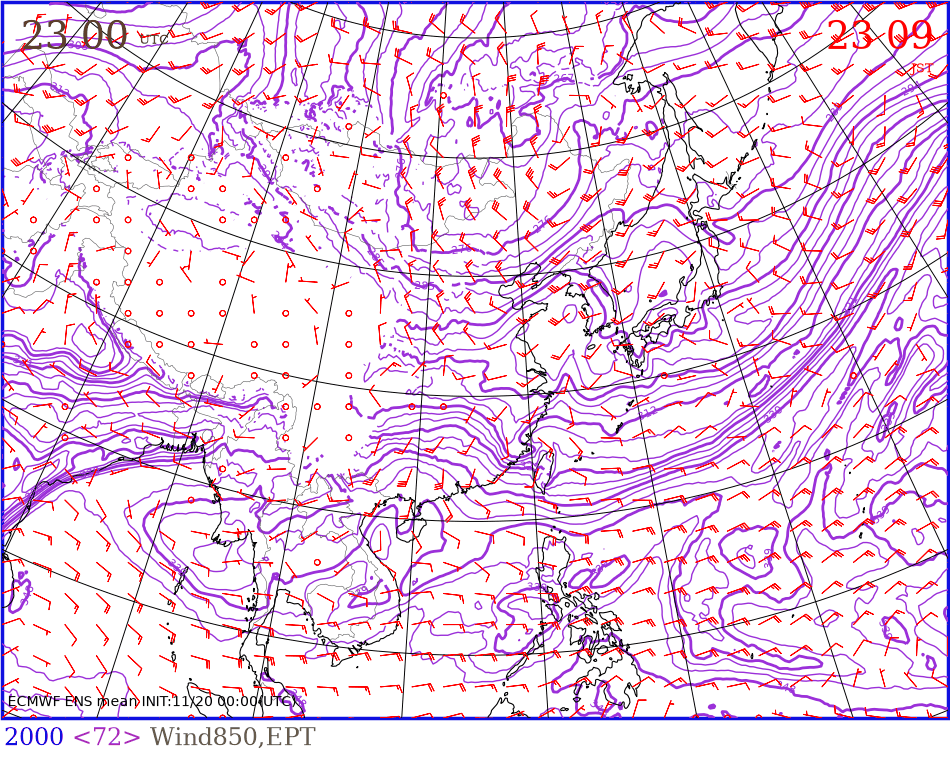 23.00 UTC 23.09
JST
ECMWF ENS mean,INIT:11/20 00:00(UTC)
2000 <72> Wind850,EPT